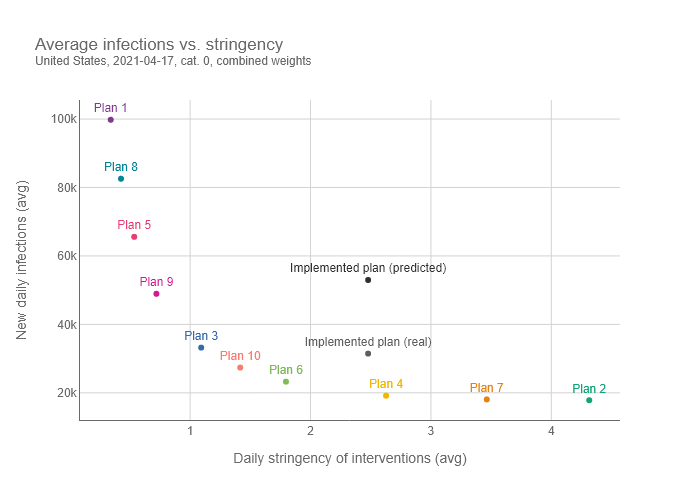 Average infections vs. stringency
United States, 2021-04-17, cat. 0, combined weights
New daily infections (avg)
100k
80k
60k
40k
20k
Plan 1
Plan 8
Plan 5
Plan 9
Implemented plan (predicted)
Plan 3
Implemented plan (real)
Plan 10
Plan 6
Plan 4
Plan 7
Plan 2
1
2
3
4
Daily stringency of interventions (avg)